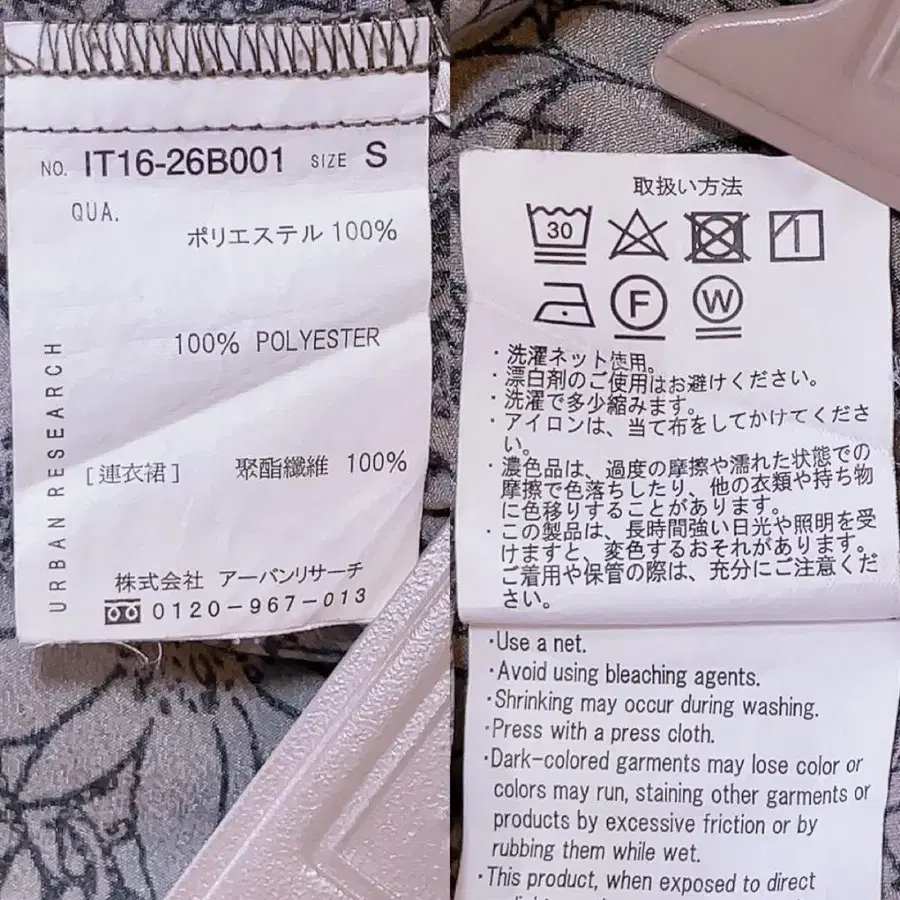 NO. IT16-26B001 SIZE S
QUA.
ポリエステル 100%
100% POLYESTER
URBAN RESEARCH
[連衣裙] 聚酯纖維 100%
株式会社 アーバンリサーチ
0120-967-013
取扱い方法
30
F W
・洗濯ネット使用。
・漂白剤のご使用はお避けください。
・洗濯で多少縮みます。
・アイロンは、当て布をしてかけてくださ
い。
・濃色品は、過度の摩擦や濡れた状態での
摩擦で色落ちしたり、他の衣類や持ち物
に色移りすることがあります。
・この製品は、長時間強い日光や照明を受
けますと、変色するおそれがあります。
ご着用や保管の際は、充分にご注意くだ
さい。
・Use a net.
・Avoid using bleaching agents.
・Shrinking may occur during washing.
・Press with a press cloth.
・Dark-colored garments may lose color or
colors may run, staining other garments or
products by excessive friction or by
rubbing them while wet.
・This product, when exposed to direct